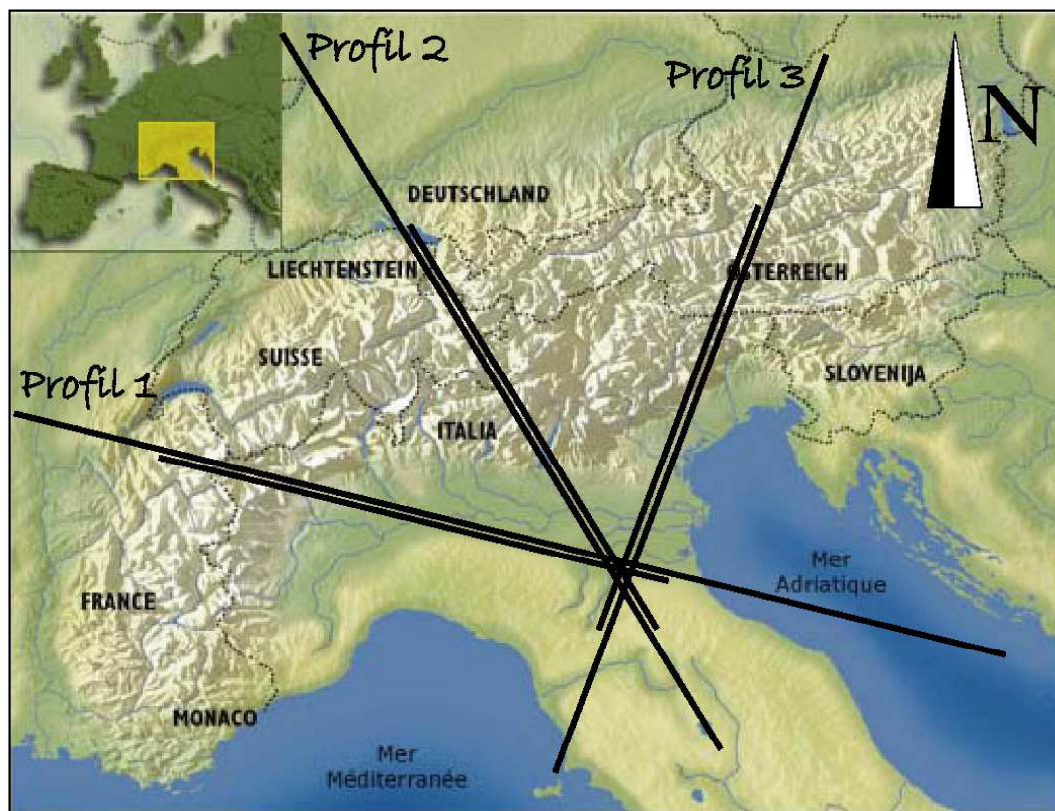 Profil 2
Profil 3
N
DEUTSCHLAND
LIECHTENSTEIN
ÖSTERREICH
SUISSE
SLOVENIJA
Profil 1
ITALIA
Mer
Adriatique
FRANCE
MONACO
Mer
Méditerranée